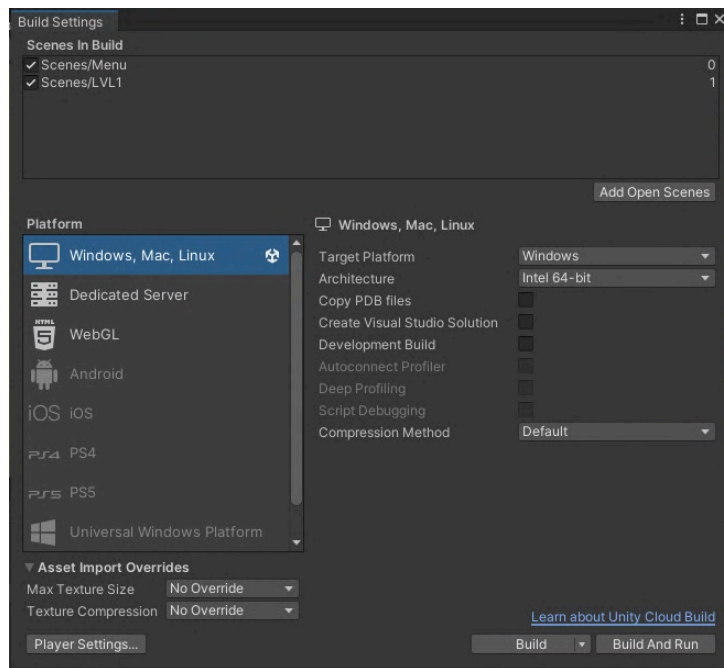 Build Settings
Scenes In Build
Scenes/Menu 0
Scenes/LVL1 1
Add Open Scenes
Platform
Windows, Mac, Linux
Dedicated Server
HTML 5 WebGL
Android
iOS iOS
PS4 PS4
PS5 PS5
Universal Windows Platform
Windows, Mac, Linux
Target Platform Windows
Architecture Intel 64-bit
Copy PDB files
Create Visual Studio Solution
Development Build
Autoconnect Profiler
Deep Profiling
Script Debugging
Compression Method Default
Asset Import Overrides
Max Texture Size No Override
Texture Compression No Override
Learn about Unity Cloud Build
Player Settings... Build Build And Run